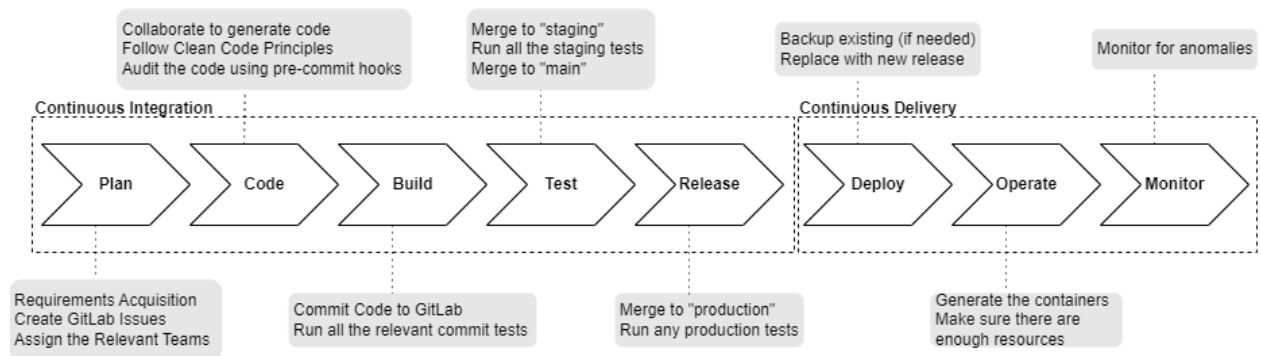 Collaborate to generate code
Follow Clean Code Principles
Audit the code using pre-commit hooks
Merge to "staging"
Run all the staging tests
Merge to "main"
Backup existing (if needed)
Replace with new release
Monitor for anomalies
Continuous Integration
Continuous Delivery
Plan
Code
Build
Test
Release
Deploy
Operate
Monitor
Requirements Acquisition
Create GitLab Issues
Assign the Relevant Teams
Commit Code to GitLab
Run all the relevant commit tests
Merge to "production"
Run any production tests
Generate the containers
Make sure there are
enough resources